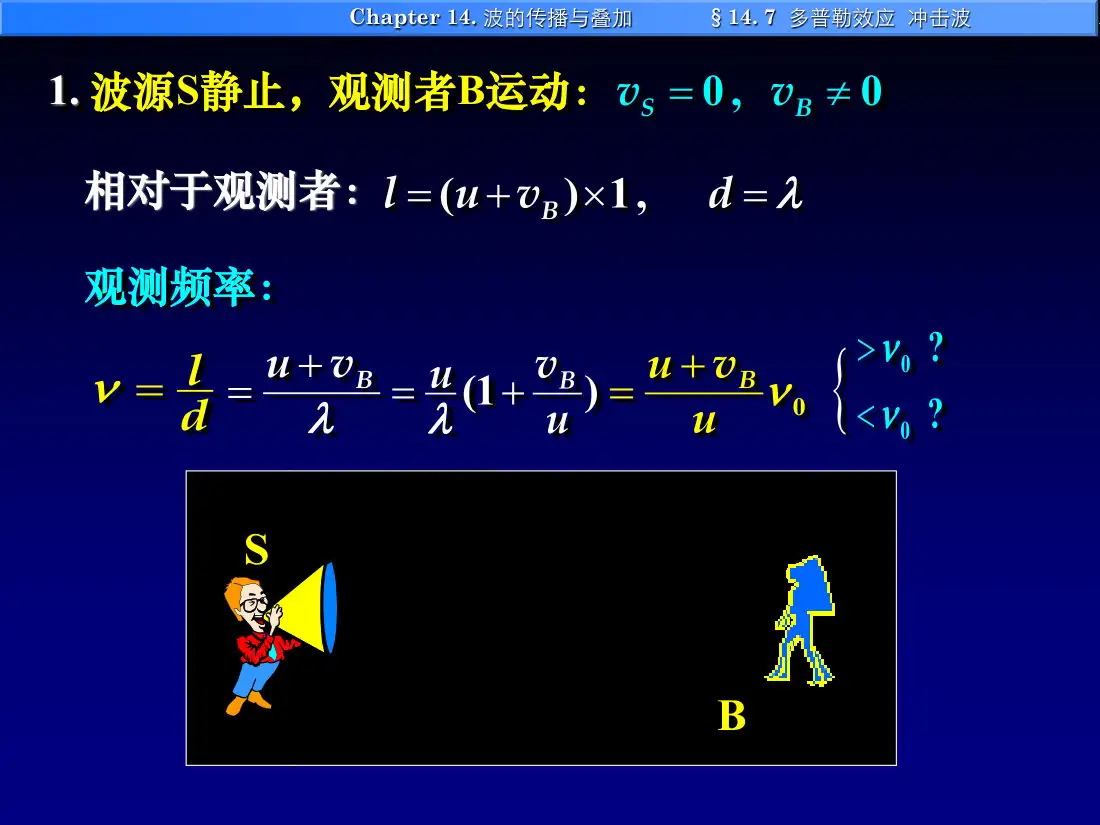 Chapter 14. 波的传播与叠加 §14.7 多普勒效应 冲击波
1. 波源S静止，观测者B运动： v_S = 0 , v_B ≠ 0
相对于观测者： l = (u + v_B) × 1 , d = λ
观测频率：
ν = l/d = (u + v_B)/λ = u/λ (1 + v_B/u) = (u + v_B)/u ν_0 { > ν_0 ?
< ν_0 ?
S
B